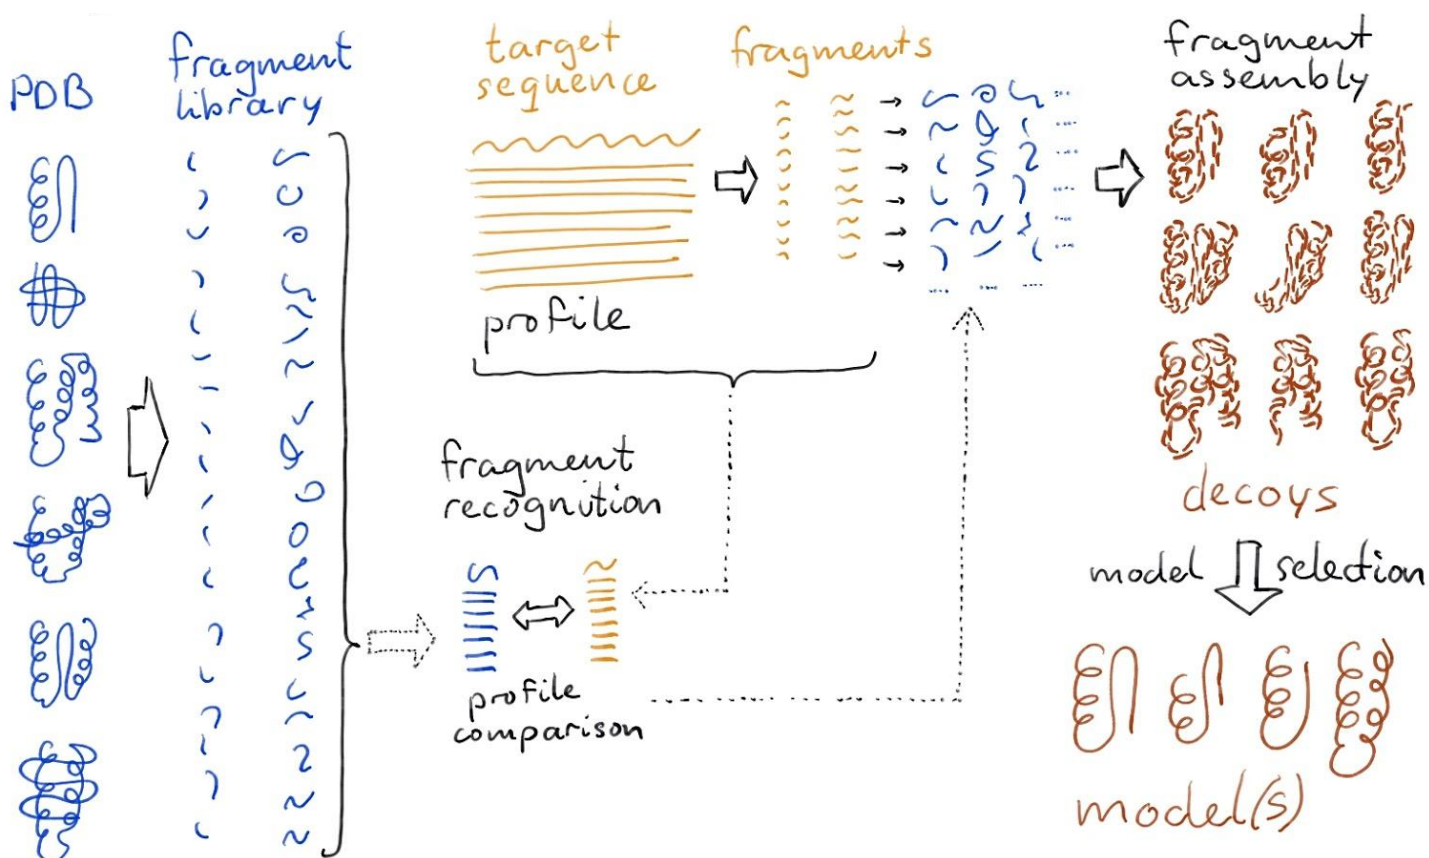 PDB
fragment
library
target
sequence
profile
fragments
fragment
recognition
profile
comparison
fragment
assembly
decoys
model selection
model(s)